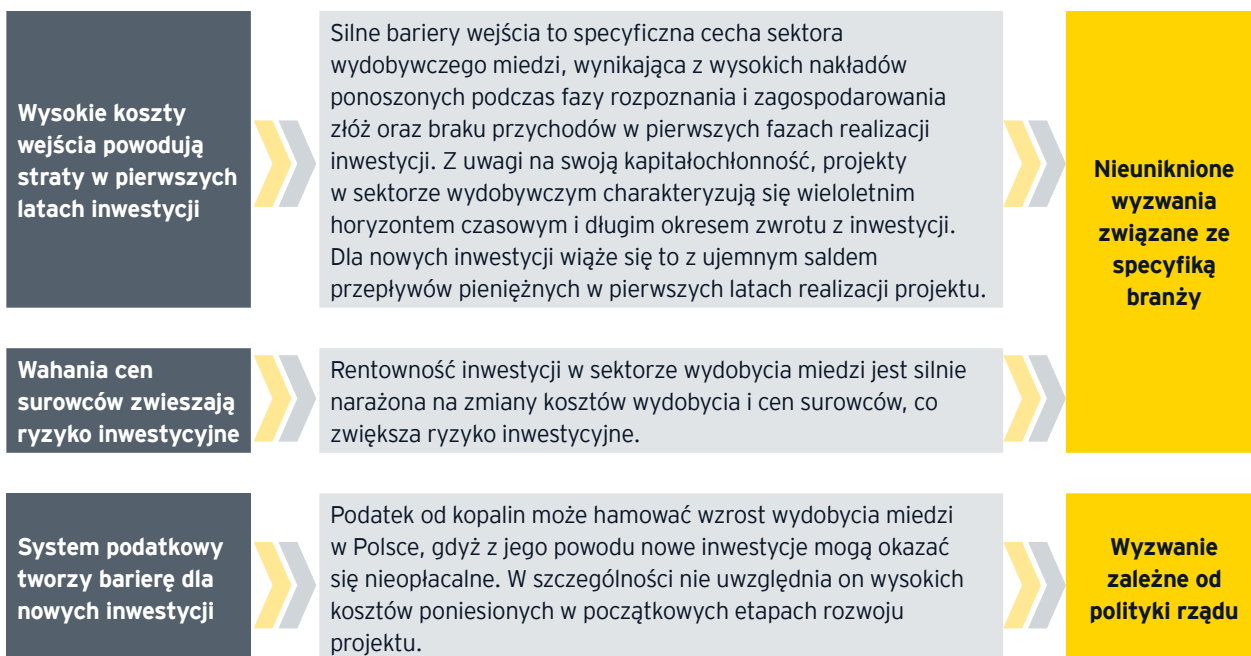 Wysokie koszty
wejścia powodują
straty w pierwszych
latach inwestycji
Silne bariery wejścia to specyficzna cecha sektora
wydobywczego miedzi, wynikająca z wysokich nakładów
ponoszonych podczas fazy rozpoznania i zagospodarowania
złóż oraz braku przychodów w pierwszych fazach realizacji
inwestycji. Z uwagi na swoją kapitałochłonność, projekty
w sektorze wydobywczym charakteryzują się wieloletnim
horyzontem czasowym i długim okresem zwrotu z inwestycji.
Dla nowych inwestycji wiąże się to z ujemnym saldem
przepływów pieniężnych w pierwszych latach realizacji projektu.
Nieuniknione
wyzwania
związane ze
specyfiką
branży
Wahania cen
surowców zwieszają
ryzyko inwestycyjne
Rentowność inwestycji w sektorze wydobycia miedzi jest silnie
narażona na zmiany kosztów wydobycia i cen surowców, co
zwiększa ryzyko inwestycyjne.
System podatkowy
tworzy barierę dla
nowych inwestycji
Podatek od kopalin może hamować wzrost wydobycia miedzi
w Polsce, gdyż z jego powodu nowe inwestycje mogą okazać
się nieopłacalne. W szczególności nie uwzględnia on wysokich
kosztów poniesionych w początkowych etapach rozwoju
projektu.
Wyzwanie
zależne od
polityki rządu